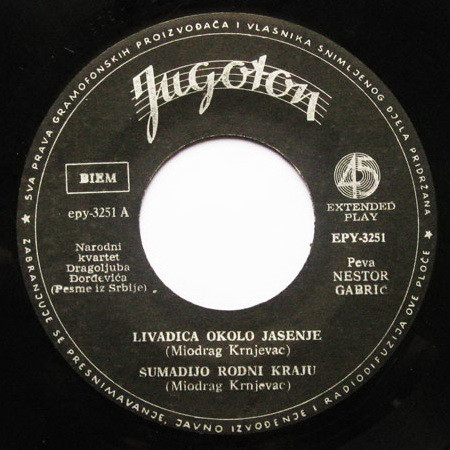 SVA PRAVA GRAMOFONSKIH PROIZVOĐAČA I VLASNIKA SNIMLJENOG DJELA PRIDRŽANA
Jugoton
BIEM
epy-3251 A
45
EXTENDED
PLAY
EPY-3251
Narodni
kvartet
Dragoljuba
Đorđevića
(Pesme iz Srbije)
Peva
NESTOR
GABRIĆ
LIVADICA OKOLO JASENJE
(Miodrag Krnjevac)
ŠUMADIJO RODNI KRAJU
(Miodrag Krnjevac)
ZABRANJUJE SE PRESNIMAVANJE, JAVNO IZVOĐENJE I RADIODIFUZIJA OVE PLOČE